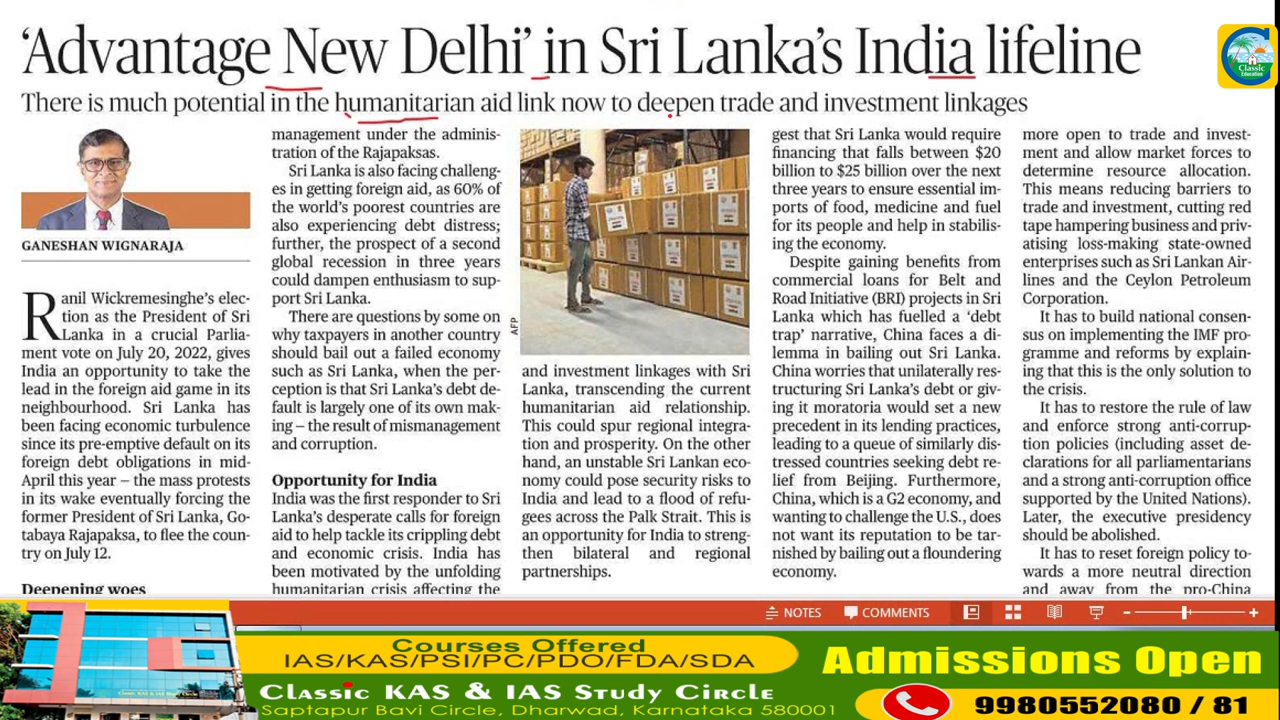 ‘Advantage New Delhi’ in Sri Lanka’s India lifeline
There is much potential in the humanitarian aid link now to deepen trade and investment linkages
Classic
Education
GANESHAN WIGNARAJA
Ranil Wickremesinghe’s elec-
tion as the President of Sri
Lanka in a crucial Parlia-
ment vote on July 20, 2022, gives
India an opportunity to take the
lead in the foreign aid game in its
neighbourhood. Sri Lanka has
been facing economic turbulence
since its pre-emptive default on its
foreign debt obligations in mid-
April this year – the mass protests
in its wake eventually forcing the
former President of Sri Lanka, Go-
tabaya Rajapaksa, to flee the coun-
try on July 12.
Deepening woes
management under the adminis-
tration of the Rajapaksas.
Sri Lanka is also facing challeng-
es in getting foreign aid, as 60% of
the world’s poorest countries are
also experiencing debt distress;
further, the prospect of a second
global recession in three years
could dampen enthusiasm to sup-
port Sri Lanka.
There are questions by some on
why taxpayers in another country
should bail out a failed economy
such as Sri Lanka, when the per-
ception is that Sri Lanka’s debt de-
fault is largely one of its own mak-
ing – the result of mismanagement
and corruption.
Opportunity for India
India was the first responder to Sri
Lanka’s desperate calls for foreign
aid to help tackle its crippling debt
and economic crisis. India has
been motivated by the unfolding
humanitarian crisis affecting the
AFP
and investment linkages with Sri
Lanka, transcending the current
humanitarian aid relationship.
This could spur regional integra-
tion and prosperity. On the other
hand, an unstable Sri Lankan eco-
nomy could pose security risks to
India and lead to a flood of refu-
gees across the Palk Strait. This is
an opportunity for India to streng-
then bilateral and regional
partnerships.
gest that Sri Lanka would require
financing that falls between $20
billion to $25 billion over the next
three years to ensure essential im-
ports of food, medicine and fuel
for its people and help in stabilis-
ing the economy.
Despite gaining benefits from
commercial loans for Belt and
Road Initiative (BRI) projects in Sri
Lanka which has fuelled a ‘debt
trap’ narrative, China faces a di-
lemma in bailing out Sri Lanka.
China worries that unilaterally res-
tructuring Sri Lanka’s debt or giv-
ing it moratoria would set a new
precedent in its lending practices,
leading to a queue of similarly dis-
tressed countries seeking debt re-
lief from Beijing. Furthermore,
China, which is a G2 economy, and
wanting to challenge the U.S., does
not want its reputation to be tar-
nished by bailing out a floundering
economy.
more open to trade and invest-
ment and allow market forces to
determine resource allocation.
This means reducing barriers to
trade and investment, cutting red
tape hampering business and priv-
atising loss-making state-owned
enterprises such as Sri Lankan Air-
lines and the Ceylon Petroleum
Corporation.
It has to build national consen-
sus on implementing the IMF pro-
gramme and reforms by explain-
ing that this is the only solution to
the crisis.
It has to restore the rule of law
and enforce strong anti-corrup-
tion policies (including asset de-
clarations for all parliamentarians
and a strong anti-corruption office
supported by the United Nations).
Later, the executive presidency
should be abolished.
It has to reset foreign policy to-
wards a more neutral direction
and away from the pro-China
NOTES COMMENTS
Courses Offered
IAS/KAS/PSI/PC/PDO/FDA/SDA
Classic KAS & IAS Study Circle
Saptapur Bavi Circle, Dharwad, Karnataka 580001
Admissions Open
9980552080 / 81